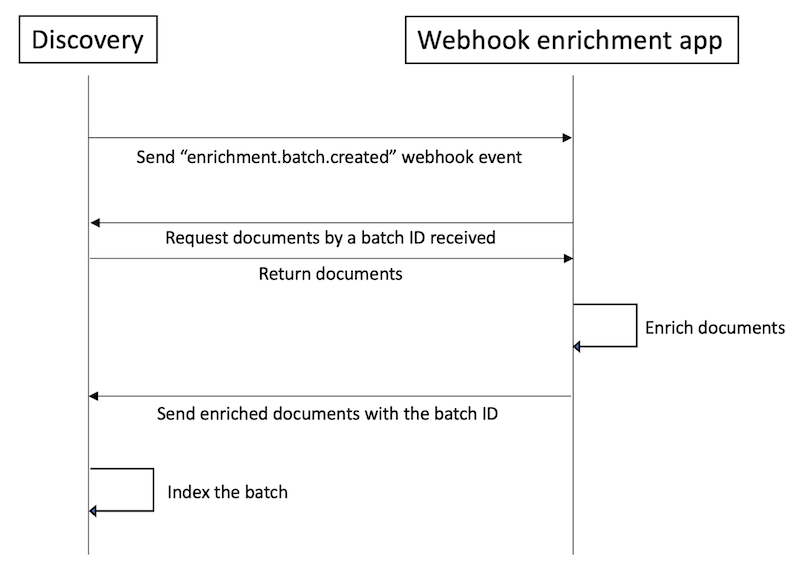 Discovery
Webhook enrichment app
Send “enrichment.batch.created” webhook event
Request documents by a batch ID received
Return documents
Enrich documents
Send enriched documents with the batch ID
Index the batch